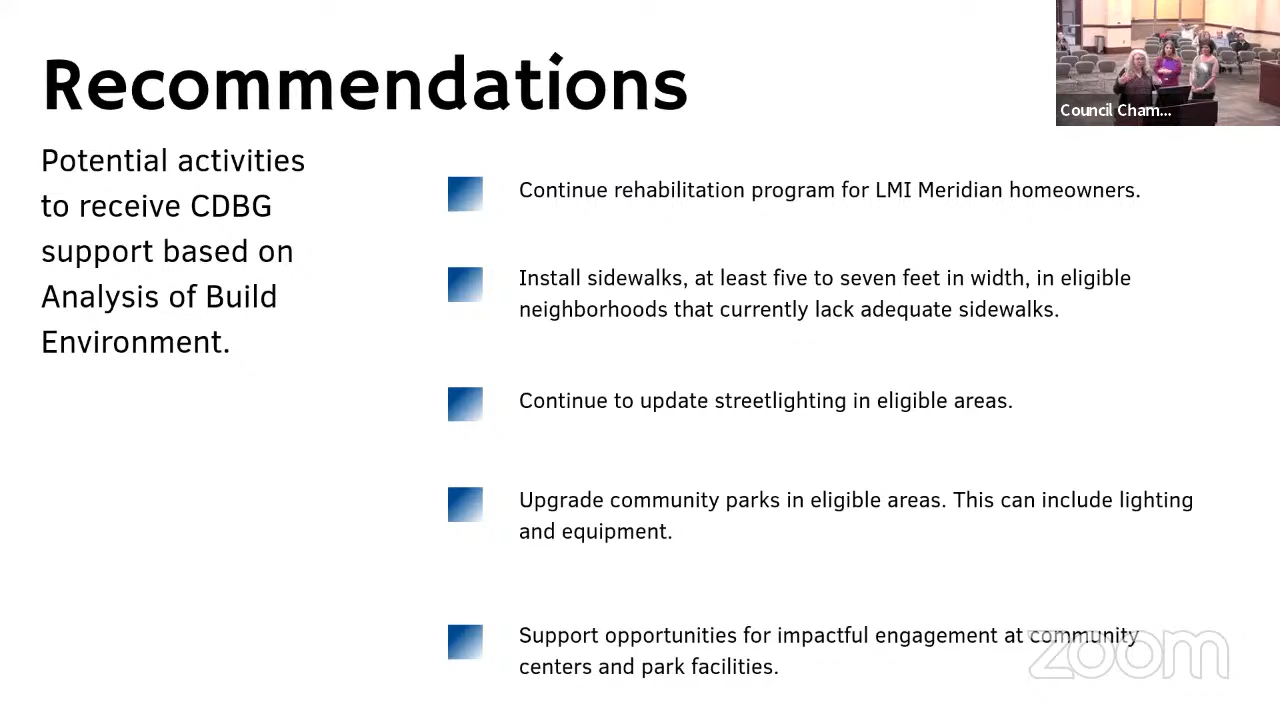 Recommendations
Potential activities
to receive CDBG
support based on
Analysis of Build
Environment.
Continue rehabilitation program for LMI Meridian homeowners.
Install sidewalks, at least five to seven feet in width, in eligible
neighborhoods that currently lack adequate sidewalks.
Continue to update streetlighting in eligible areas.
Upgrade community parks in eligible areas. This can include lighting
and equipment.
Support opportunities for impactful engagement at community
centers and park facilities.
Council Cham...
zoom